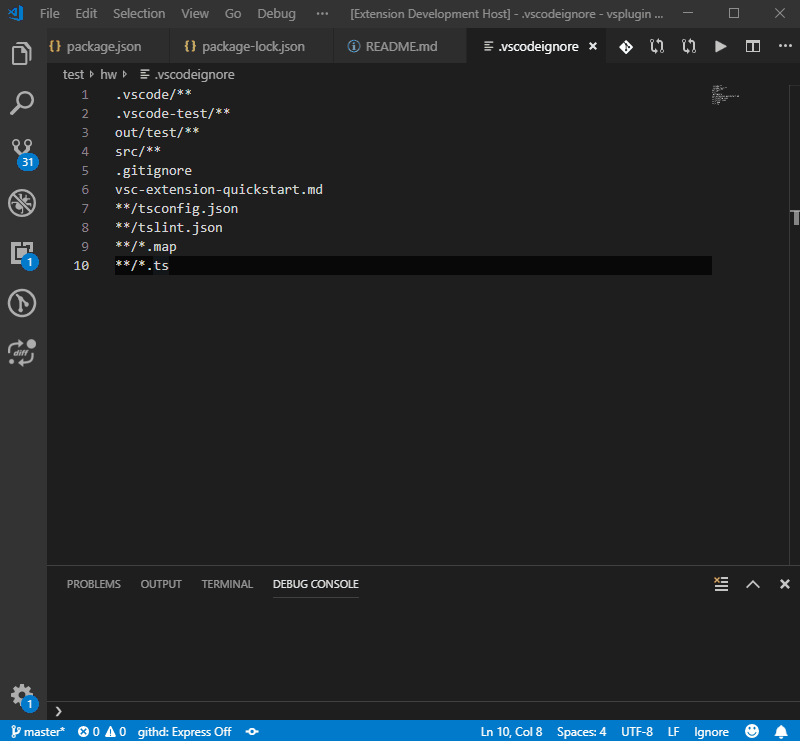 File Edit Selection View Go Debug ··· [Extension Development Host] - .vscodeignore - vsplugin ...
{} package.json {} package-lock.json README.md .vscodeignore
test hw .vscodeignore
1 .vscode/**
2 .vscode-test/**
3 out/test/**
4 src/**
5 .gitignore
6 vsc-extension-quickstart.md
7 **/tsconfig.json
8 **/tslint.json
9 **/*.map
10 **/*.ts
31
1
diff
PROBLEMS OUTPUT TERMINAL DEBUG CONSOLE
1
master* 0 0 githd: Express Off Ln 10, Col 8 Spaces: 4 UTF-8 LF Ignore